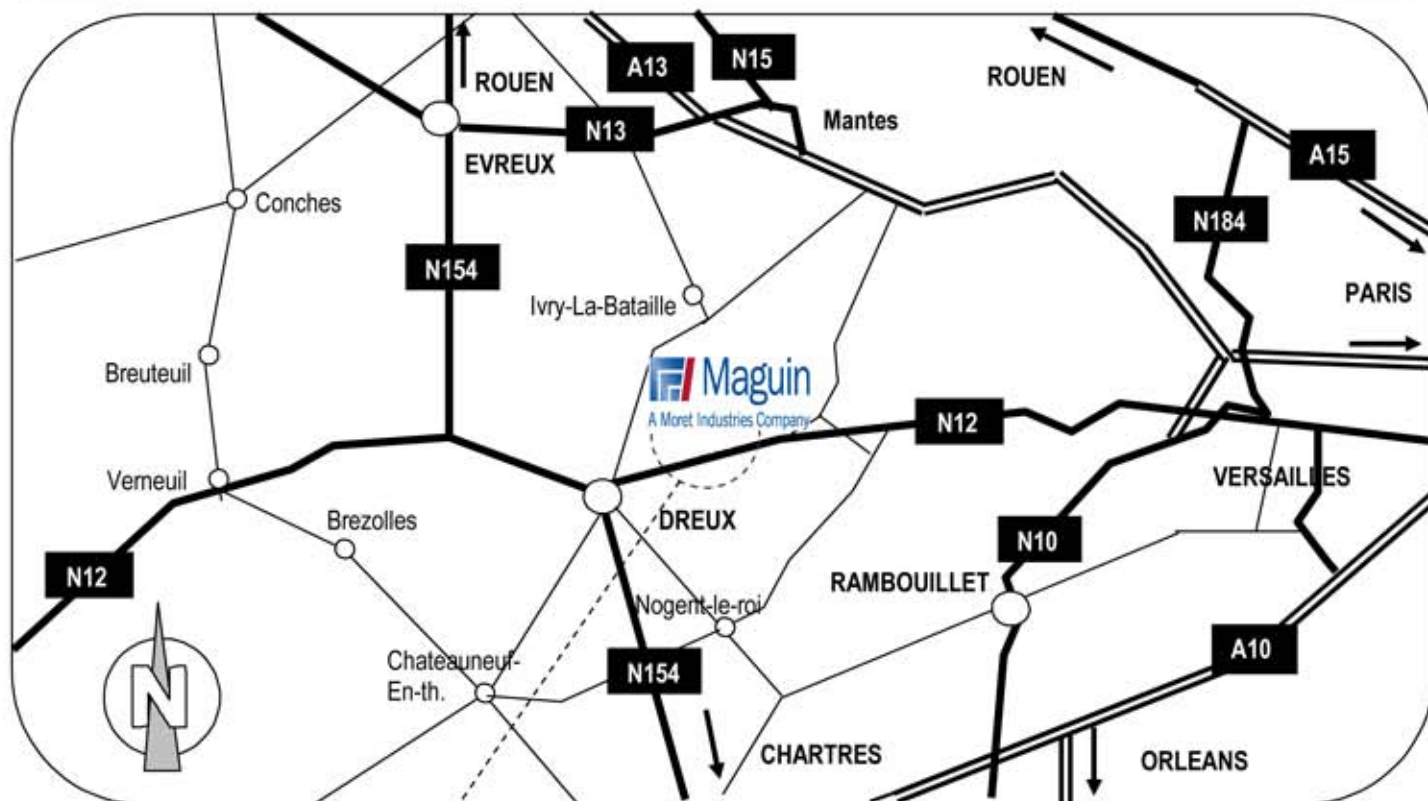 N15
A13
ROUEN
ROUEN
N13
Mantes
A15
EVREUX
Conches
N184
N154
PARIS
Ivry-La-Bataille
Breuteuil
Maguin
A Moret Industries Company
N12
Verneuil
VERSAILLES
Brezolles
DREUX
N10
N12
RAMBOUILLET
Nogent-le-roi
A10
Chateauneuf-
En-th.
N154
CHARTRES
ORLEANS
N